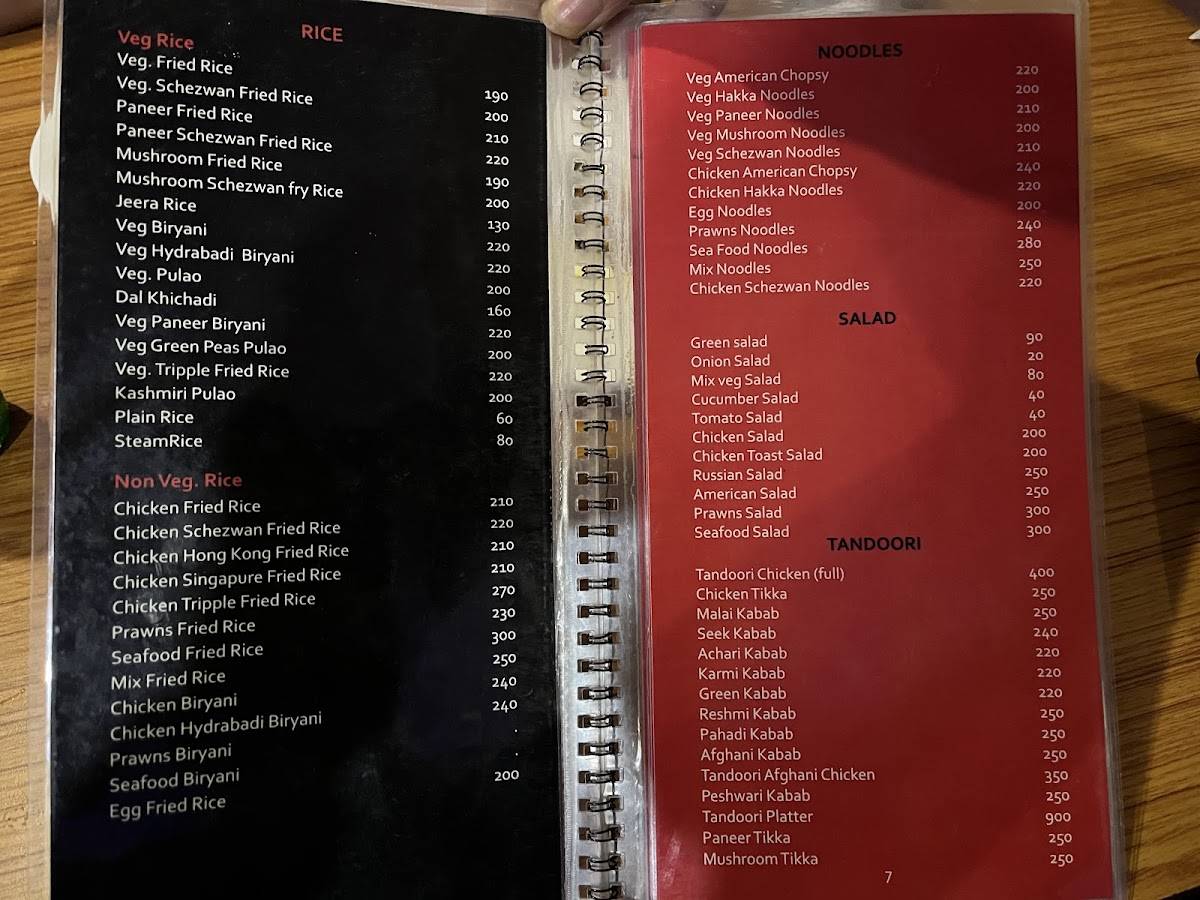 RICE
Veg Rice
Veg. Fried Rice 190
Veg. Schezwan Fried Rice 200
Paneer Fried Rice 210
Paneer Schezwan Fried Rice 220
Mushroom Fried Rice 190
Mushroom Schezwan fry Rice 200
Jeera Rice 130
Veg Biryani 220
Veg Hydrabadi Biryani 220
Veg. Pulao 200
Dal Khichadi 160
Veg Paneer Biryani 220
Veg Green Peas Pulao 200
Veg. Tripple Fried Rice 220
Kashmiri Pulao 200
Plain Rice 60
SteamRice 80
Non Veg. Rice
Chicken Fried Rice 210
Chicken Schezwan Fried Rice 220
Chicken Hong Kong Fried Rice 210
Chicken Singapure Fried Rice 210
Chicken Tripple Fried Rice 270
Prawns Fried Rice 230
Seafood Fried Rice 300
Mix Fried Rice 250
Chicken Biryani 240
Chicken Hydrabadi Biryani 240
Prawns Biryani .
Seafood Biryani .
Egg Fried Rice 200
NOODLES
Veg American Chopsy 220
Veg Hakka Noodles 200
Veg Paneer Noodles 210
Veg Mushroom Noodles 200
Veg Schezwan Noodles 210
Chicken American Chopsy 240
Chicken Hakka Noodles 220
Egg Noodles 200
Prawns Noodles 240
Sea Food Noodles 280
Mix Noodles 250
Chicken Schezwan Noodles 220
SALAD
Green salad 90
Onion Salad 20
Mix veg Salad 80
Cucumber Salad 40
Tomato Salad 40
Chicken Salad 200
Chicken Toast Salad 200
Russian Salad 250
American Salad 250
Prawns Salad 300
Seafood Salad 300
TANDOORI
Tandoori Chicken (full) 400
Chicken Tikka 250
Malai Kabab 250
Seek Kabab 240
Achari Kabab 220
Karmi Kabab 220
Green Kabab 220
Reshmi Kabab 250
Pahadi Kabab 250
Afghani Kabab 250
Tandoori Afghani Chicken 350
Peshwari Kabab 250
Tandoori Platter 900
Paneer Tikka 250
Mushroom Tikka 250
7